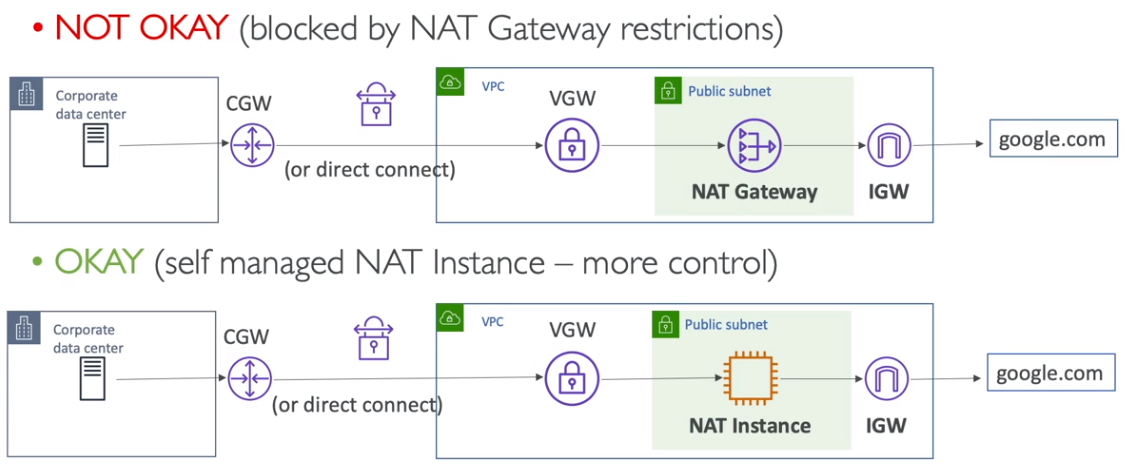 • NOT OKAY (blocked by NAT Gateway restrictions)
Corporate
data center
CGW
(or direct connect)
VPC
VGW
Public subnet
NAT Gateway
IGW
google.com
• OKAY (self managed NAT Instance – more control)
Corporate
data center
CGW
(or direct connect)
VPC
VGW
Public subnet
NAT Instance
IGW
google.com